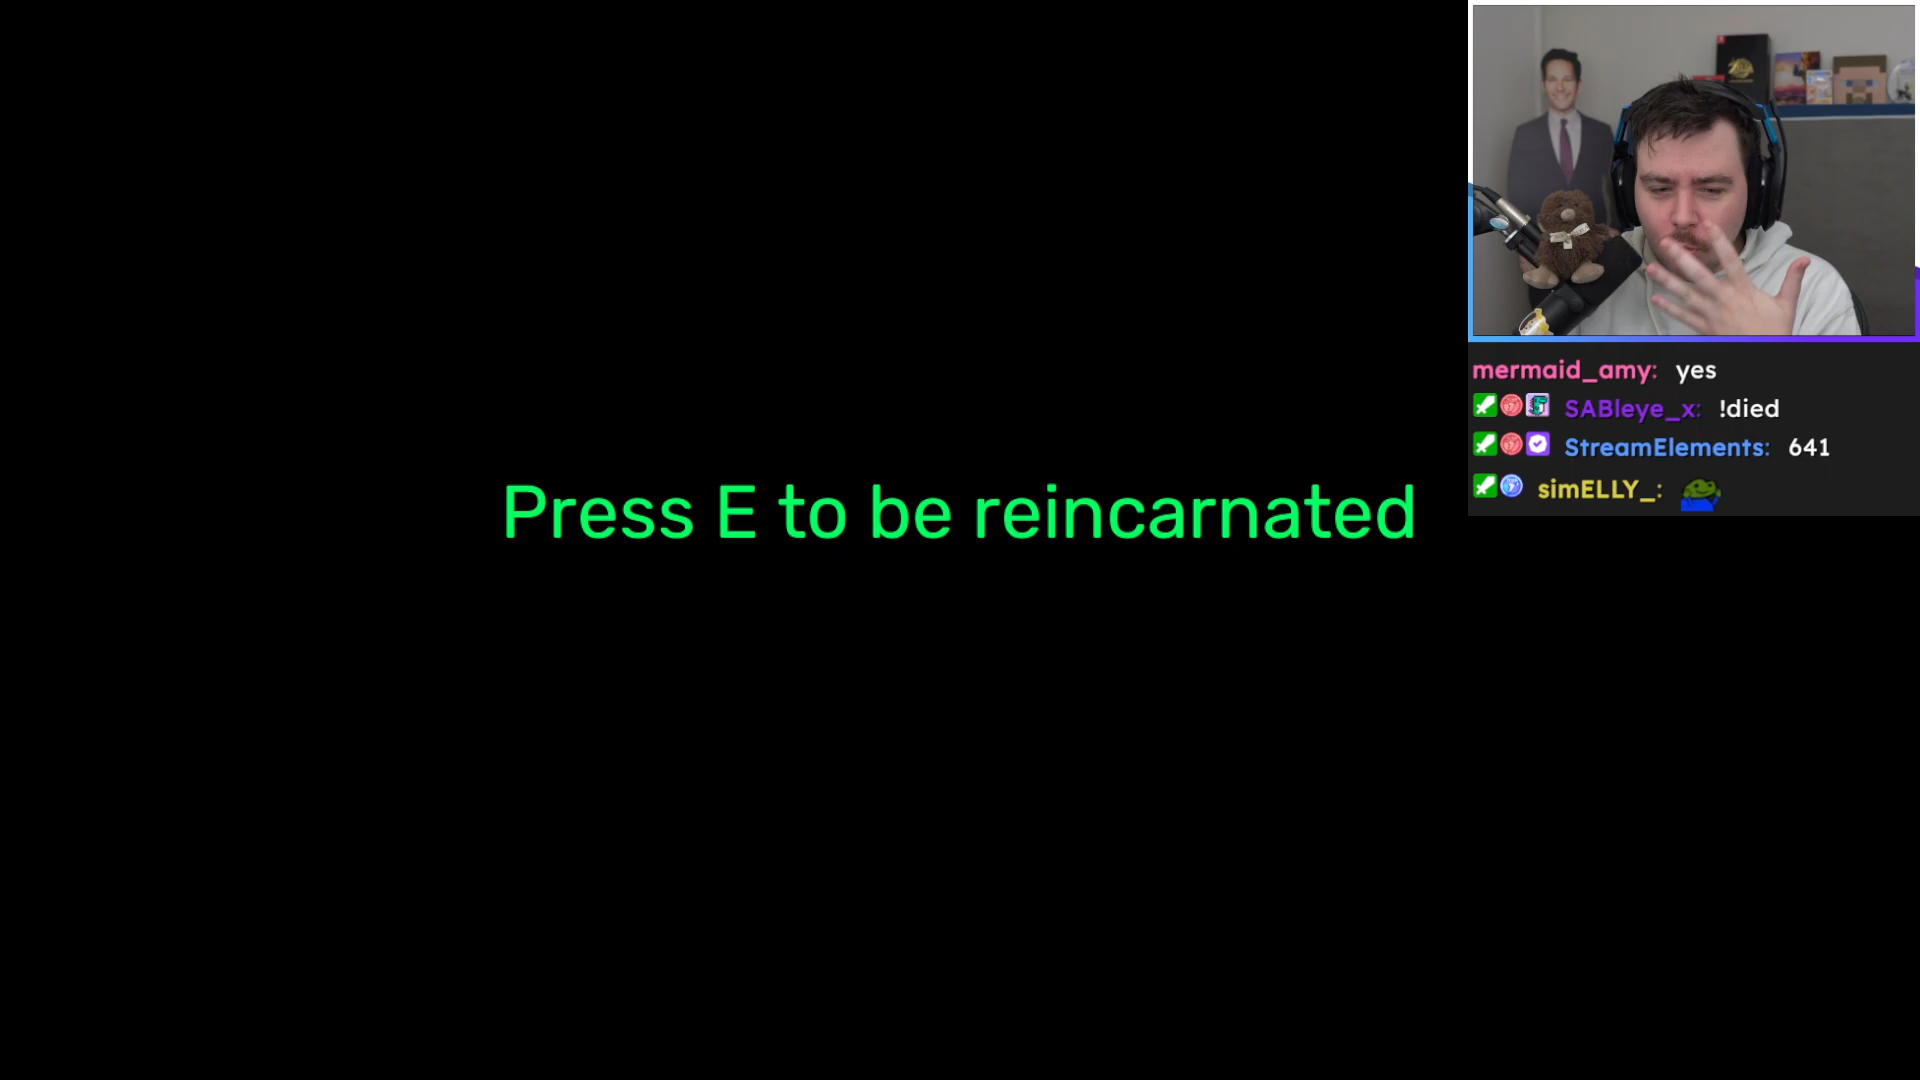 Press E to be reincarnated
mermaid_amy: yes
SABleye_x: !died
StreamElements: 641
simELLY_: